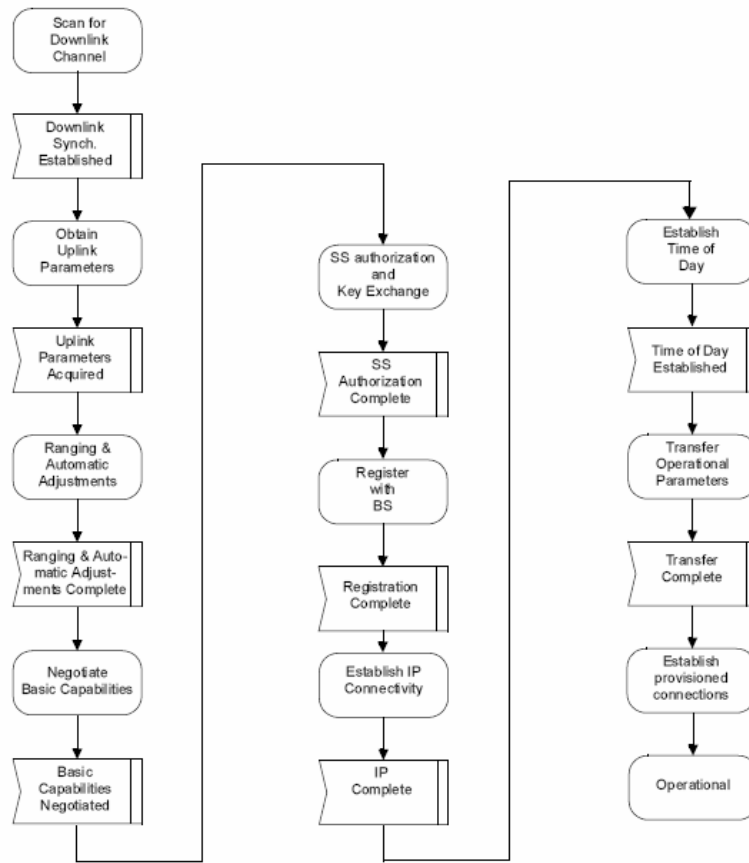 Scan for
Downlink
Channel
Downlink
Synch.
Established
Obtain
Uplink
Parameters
Uplink
Parameters
Acquired
Ranging &
Automatic
Adjustments
Ranging & Auto-
matic Adjust-
ments Complete
Negotiate
Basic Capabilities
Basic
Capabilities
Negotiated
SS authorization
and
Key Exchange
SS
Authorization
Complete
Register
with
BS
Registration
Complete
Establish IP
Connectivity
IP
Complete
Establish
Time of
Day
Time of Day
Established
Transfer
Operational
Parameters
Transfer
Complete
Establish
provisioned
connections
Operational